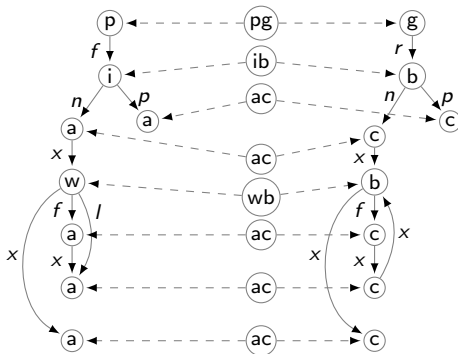 p pg g
f r
i ib b
n p ac n p
a a c c
x ac x
w wb b
f l f
a ac c
x x x x
a ac c
a ac c